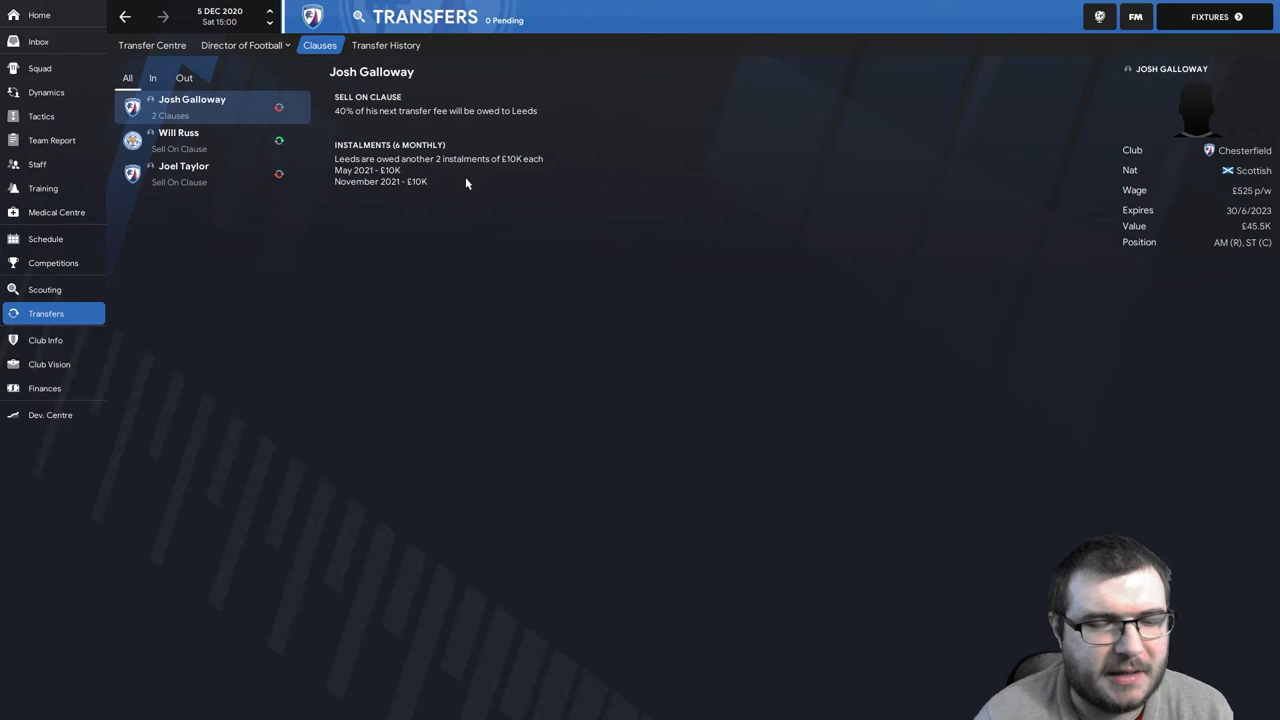 Home
Inbox
Squad
Dynamics
Tactics
Team Report
Staff
Training
Medical Centre
Schedule
Competitions
Scouting
Transfers
Club Info
Club Vision
Finances
Dev. Centre
5 DEC 2020
Sat 15:00
TRANSFERS
0 Pending
FM
FIXTURES
Transfer Centre
Director of Football
Clauses
Transfer History
All
In
Out
Josh Galloway
2 Clauses
Will Russ
Sell On Clause
Joel Taylor
Sell On Clause
Josh Galloway
SELL ON CLAUSE
40% of his next transfer fee will be owed to Leeds
INSTALMENTS (6 MONTHLY)
Leeds are owed another 2 instalments of £10K each
May 2021 - £10K
November 2021 - £10K
JOSH GALLOWAY
Club Chesterfield
Nat Scottish
Wage £525 p/w
Expires 30/6/2023
Value £45.5K
Position AM (R), ST (C)